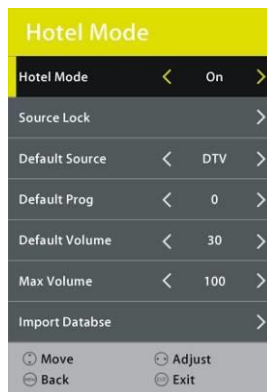 Hotel Mode
Hotel Mode < On >
Source Lock >
Default Source < DTV >
Default Prog < 0 >
Default Volume < 30 >
Max Volume < 100 >
Import Databse >
Move Adjust
Back Exit